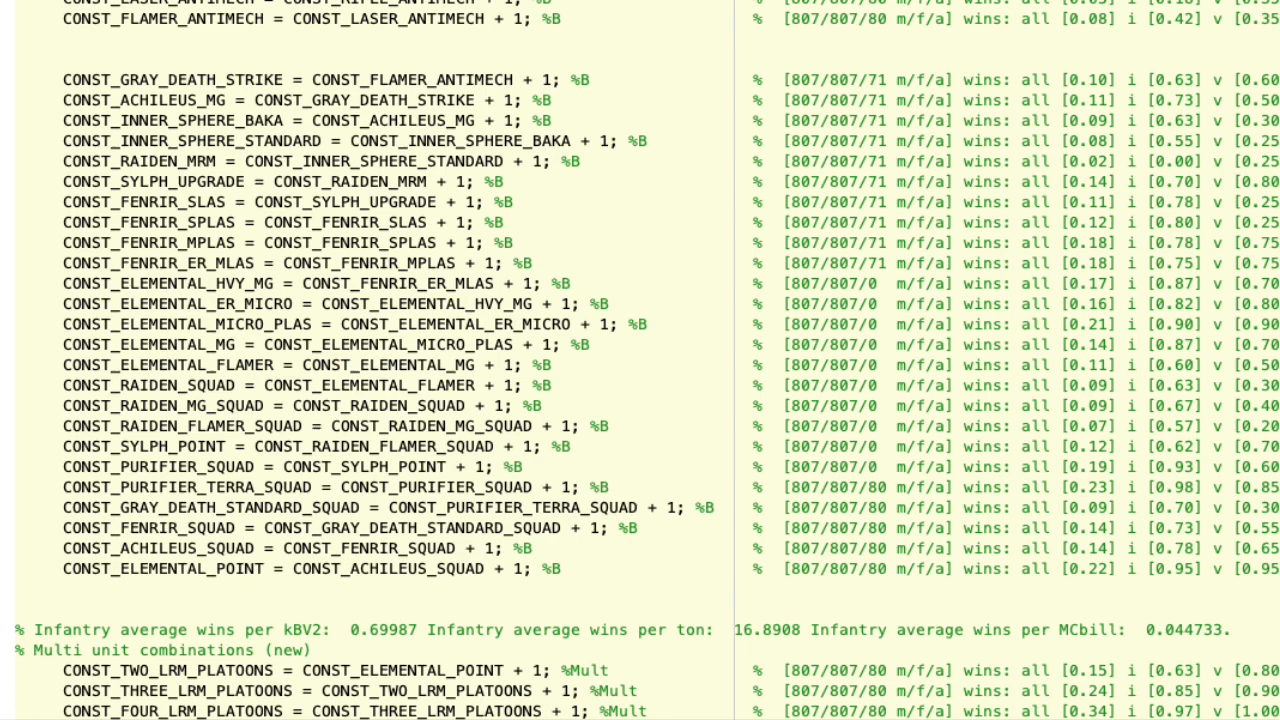 CONST_LASER_ANTIMECH = CONST_RIFLE_ANTIMECH + 1; %B % [807/807/80 m/f/a] wins: all
CONST_FLAMER_ANTIMECH = CONST_LASER_ANTIMECH + 1; %B % [807/807/80 m/f/a] wins: all [0.08] i [0.42] v [0.35
CONST_GRAY_DEATH_STRIKE = CONST_FLAMER_ANTIMECH + 1; %B % [807/807/71 m/f/a] wins: all [0.10] i [0.63] v [0.60
CONST_ACHILEUS_MG = CONST_GRAY_DEATH_STRIKE + 1; %B % [807/807/71 m/f/a] wins: all [0.11] i [0.73] v [0.50
CONST_INNER_SPHERE_BAKA = CONST_ACHILEUS_MG + 1; %B % [807/807/71 m/f/a] wins: all [0.09] i [0.63] v [0.30
CONST_INNER_SPHERE_STANDARD = CONST_INNER_SPHERE_BAKA + 1; %B % [807/807/71 m/f/a] wins: all [0.08] i [0.55] v [0.25
CONST_RAIDEN_MRM = CONST_INNER_SPHERE_STANDARD + 1; %B % [807/807/71 m/f/a] wins: all [0.02] i [0.00] v [0.25
CONST_SYLPH_UPGRADE = CONST_RAIDEN_MRM + 1; %B % [807/807/71 m/f/a] wins: all [0.14] i [0.70] v [0.80
CONST_FENRIR_SLAS = CONST_SYLPH_UPGRADE + 1; %B % [807/807/71 m/f/a] wins: all [0.11] i [0.78] v [0.25
CONST_FENRIR_SPLAS = CONST_FENRIR_SLAS + 1; %B % [807/807/71 m/f/a] wins: all [0.12] i [0.80] v [0.25
CONST_FENRIR_MPLAS = CONST_FENRIR_SPLAS + 1; %B % [807/807/71 m/f/a] wins: all [0.18] i [0.78] v [0.75
CONST_FENRIR_ER_MLAS = CONST_FENRIR_MPLAS + 1; %B % [807/807/71 m/f/a] wins: all [0.18] i [0.75] v [0.75
CONST_ELEMENTAL_HVY_MG = CONST_FENRIR_ER_MLAS + 1; %B % [807/807/0 m/f/a] wins: all [0.17] i [0.87] v [0.70
CONST_ELEMENTAL_ER_MICRO = CONST_ELEMENTAL_HVY_MG + 1; %B % [807/807/0 m/f/a] wins: all [0.16] i [0.82] v [0.80
CONST_ELEMENTAL_MICRO_PLAS = CONST_ELEMENTAL_ER_MICRO + 1; %B % [807/807/0 m/f/a] wins: all [0.21] i [0.90] v [0.90
CONST_ELEMENTAL_MG = CONST_ELEMENTAL_MICRO_PLAS + 1; %B % [807/807/0 m/f/a] wins: all [0.14] i [0.87] v [0.70
CONST_ELEMENTAL_FLAMER = CONST_ELEMENTAL_MG + 1; %B % [807/807/0 m/f/a] wins: all [0.11] i [0.60] v [0.50
CONST_RAIDEN_SQUAD = CONST_ELEMENTAL_FLAMER + 1; %B % [807/807/0 m/f/a] wins: all [0.09] i [0.63] v [0.30
CONST_RAIDEN_MG_SQUAD = CONST_RAIDEN_SQUAD + 1; %B % [807/807/0 m/f/a] wins: all [0.09] i [0.67] v [0.40
CONST_RAIDEN_FLAMER_SQUAD = CONST_RAIDEN_MG_SQUAD + 1; %B % [807/807/0 m/f/a] wins: all [0.07] i [0.57] v [0.20
CONST_SYLPH_POINT = CONST_RAIDEN_FLAMER_SQUAD + 1; %B % [807/807/0 m/f/a] wins: all [0.12] i [0.62] v [0.70
CONST_PURIFIER_SQUAD = CONST_SYLPH_POINT + 1; %B % [807/807/0 m/f/a] wins: all [0.19] i [0.93] v [0.60
CONST_PURIFIER_TERRA_SQUAD = CONST_PURIFIER_SQUAD + 1; %B % [807/807/80 m/f/a] wins: all [0.23] i [0.98] v [0.85
CONST_GRAY_DEATH_STANDARD_SQUAD = CONST_PURIFIER_TERRA_SQUAD + 1; %B % [807/807/80 m/f/a] wins: all [0.09] i [0.70] v [0.30
CONST_FENRIR_SQUAD = CONST_GRAY_DEATH_STANDARD_SQUAD + 1; %B % [807/807/80 m/f/a] wins: all [0.14] i [0.73] v [0.55
CONST_ACHILEUS_SQUAD = CONST_FENRIR_SQUAD + 1; %B % [807/807/80 m/f/a] wins: all [0.14] i [0.78] v [0.65
CONST_ELEMENTAL_POINT = CONST_ACHILEUS_SQUAD + 1; %B % [807/807/80 m/f/a] wins: all [0.22] i [0.95] v [0.95
% Infantry average wins per kBV2: 0.69987 Infantry average wins per ton: 16.8908 Infantry average wins per MCbill: 0.044733.
% Multi unit combinations (new)
CONST_TWO_LRM_PLATOONS = CONST_ELEMENTAL_POINT + 1; %Mult % [807/807/80 m/f/a] wins: all [0.15] i [0.63] v [0.80
CONST_THREE_LRM_PLATOONS = CONST_TWO_LRM_PLATOONS + 1; %Mult % [807/807/80 m/f/a] wins: all [0.24] i [0.85] v [0.90
CONST_FOUR_LRM_PLATOONS = CONST_THREE_LRM_PLATOONS + 1; %Mult % [807/807/80 m/f/a] wins: all [0.34] i [0.97] v [1.00